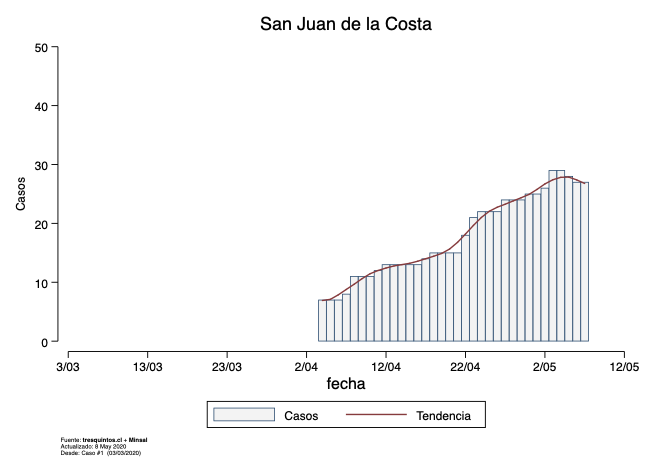 San Juan de la Costa
50
40
30
20
10
0
Casos
3/03 13/03 23/03 2/04 12/04 22/04 2/05 12/05
fecha
Casos Tendencia
Fuente: tresquintos.cl + Minsal
Actualizado: 8 May 2020
Desde: Caso #1 (03/03/2020)